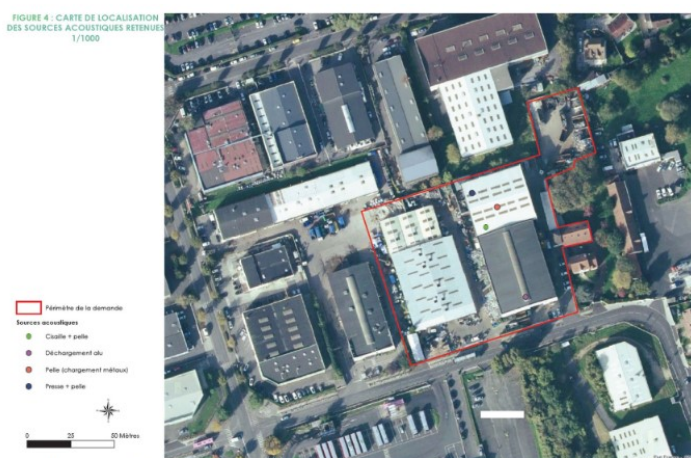 FIGURE 4 : CARTE DE LOCALISATION
DES SOURCES ACOUSTIQUES RETENUES
1/1000
Périmètre de la demande
Sources acoustiques
Cisaille + pelle
Déchargement alu
Pelle (chargement métaux)
Presse + pelle
0 25 50 Mètres